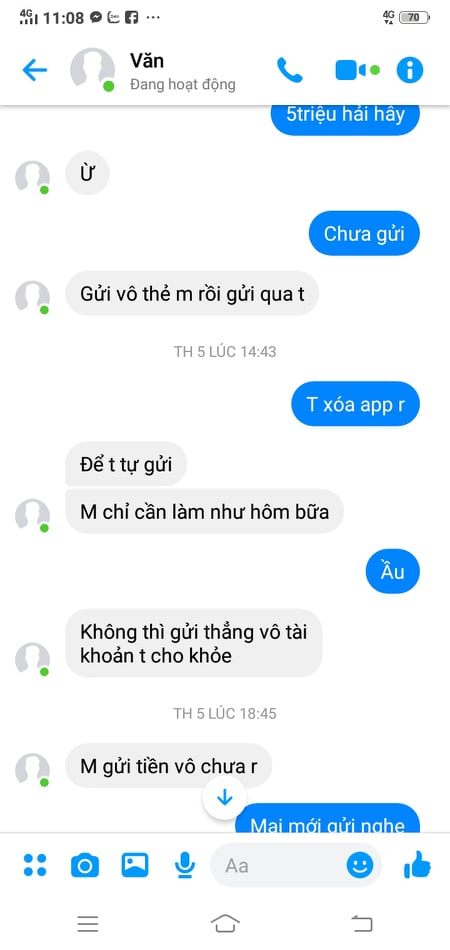 4G 11:08
4G 70
Văn
Đang hoạt động
5triệu hải hây
Ừ
Chưa gửi
Gửi vô thẻ m rồi gửi qua t
TH 5 LÚC 14:43
T xóa app r
Để t tự gửi
M chỉ cần làm như hôm bữa
Ầu
Không thì gửi thẳng vô tài
khoản t cho khỏe
TH 5 LÚC 18:45
M gửi tiền vô chưa r
Mai mới gửi nghe
Aa